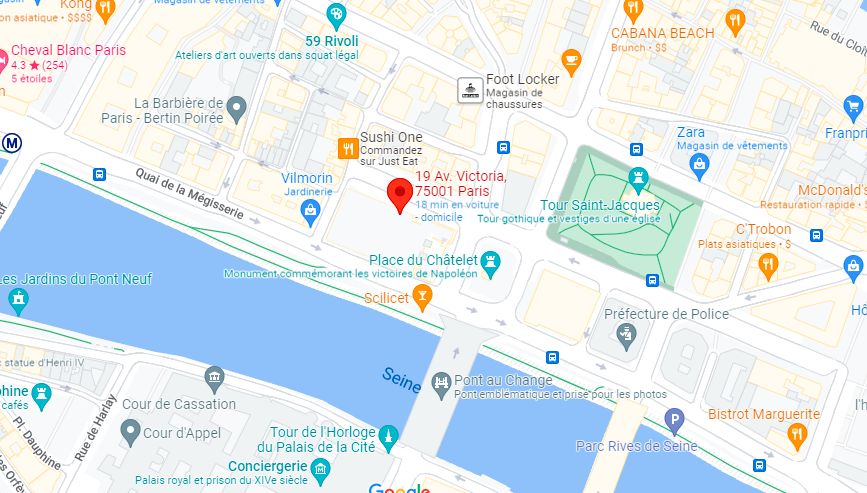 Kong
on asiatique • $$$$
Cheval Blanc Paris
4.3 ★ (254)
5 étoiles
59 Rivoli
Ateliers d'art ouverts dans squat légal
CABANA BEACH
Brunch • $$
Rue du Cloî
La Barbière de
Paris - Bertin Poirée
Foot Locker
Magasin de
chaussures
Sushi One
Commandez
sur Just Eat
Zara
Magasin de vêtements
Franpri
M
Vilmorin
Jardinerie
Quai de la Mégisserie
19 Av. Victoria,
75001 Paris
18 min en voiture
- domicile
Tour Saint-Jacques
Tour gothique et vestiges d'une église
McDonald's
Restauration rapide •
C'Trobon
Plats asiatiques • $
Neuf
Place du Châtelet
Monument commémorant les victoires de Napoléon
Les Jardins du Pont Neuf
Scilicet
Préfecture de Police
Hô
c statue d'Henri IV
Seine
Pont au Change
Pont emblématique et prisé pour les photos
phine
cafés
Cour de Cassation
Rue de Harlay
Pl. Dauphine
Cour d'Appel
Tour de l'Horloge
du Palais de la Cité
Conciergerie
Palais royal et prison du XIVe siècle
Parc Rives de Seine
P
Bistrot Marguerite
l'h
Google